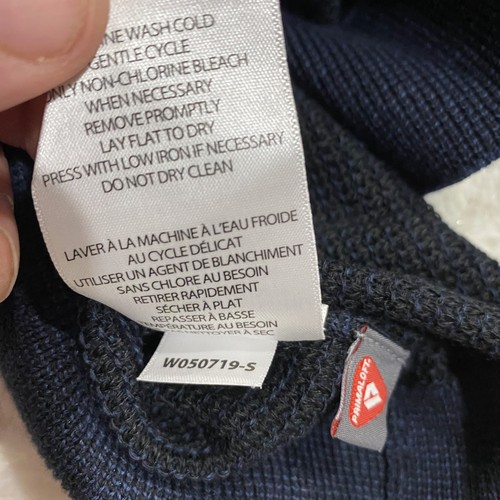 WASH COLD
GENTLE CYCLE
ONLY NON-CHLORINE BLEACH
WHEN NECESSARY
REMOVE PROMPTLY
LAY FLAT TO DRY
PRESS WITH LOW IRON IF NECESSARY
DO NOT DRY CLEAN
LAVER À LA MACHINE À L'EAU FROIDE
AU CYCLE DÉLICAT
UTILISER UN AGENT DE BLANCHIMENT
SANS CHLORE AU BESOIN
RETIRER RAPIDEMENT
SÉCHER À PLAT
REPASSER À BASSE
TEMPÉRATURE AU BESOIN
NETTOYER À SEC
W050719-S
PRIMALOFT